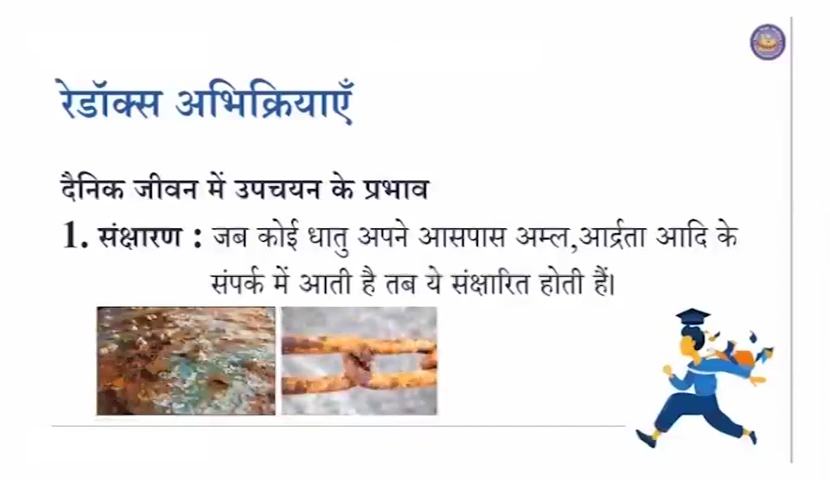 रेडॉक्स अभिक्रियाएँ
दैनिक जीवन में उपचयन के प्रभाव
1. संक्षारण : जब कोई धातु अपने आसपास अम्ल,आर्द्रता आदि के
संपर्क में आती है तब ये संक्षारित होती हैं।